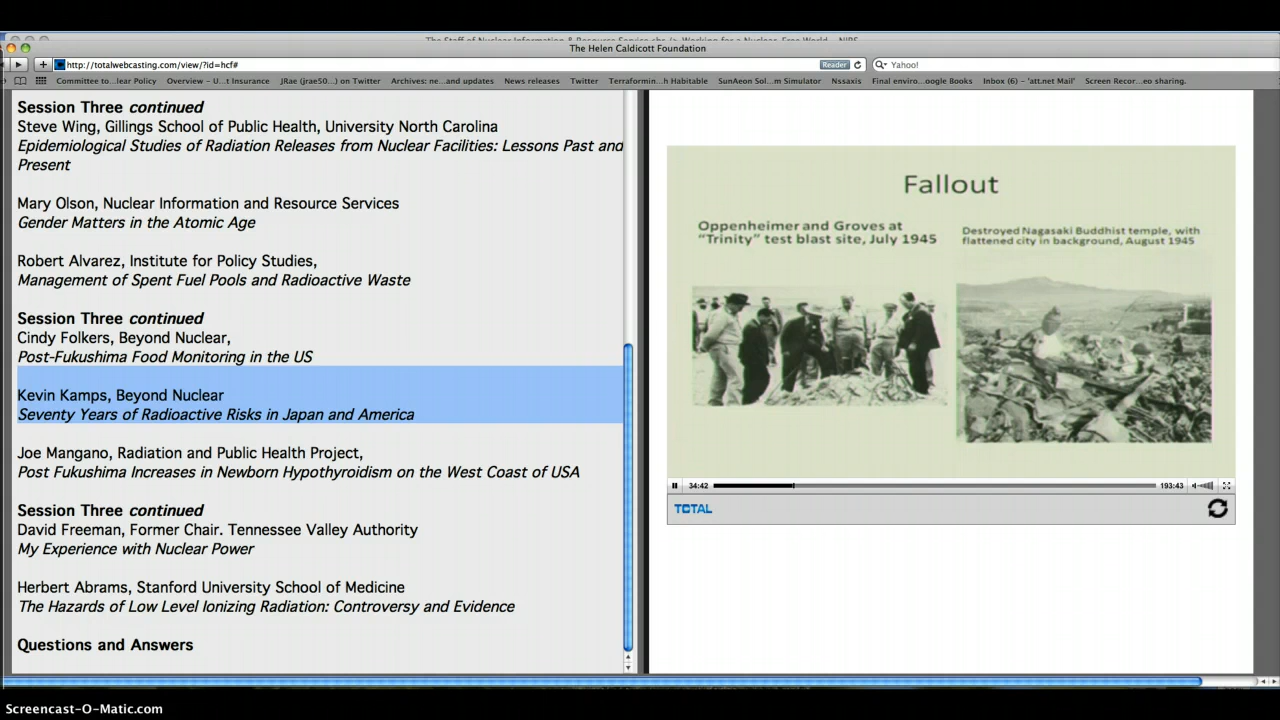 The Staff of Nuclear Information & Resource Service
The Helen Caldicott Foundation
http://totalwebcasting.com/view/?id=hcf#
Reader
Yahoo!
Committee to...lear Policy
Overview – U...t Insurance
JRae (jrae50...) on Twitter
Archives: ne...and updates
News releases
Twitter
Terraformin...h Habitable
SunAeon Sol...m Simulator
Nssaxis
Final enviro...oogle Books
Inbox (6) – 'att.net Mail'
Screen Recor...eo sharing.
Session Three continued
Steve Wing, Gillings School of Public Health, University North Carolina
Epidemiological Studies of Radiation Releases from Nuclear Facilities: Lessons Past and
Present
Mary Olson, Nuclear Information and Resource Services
Gender Matters in the Atomic Age
Robert Alvarez, Institute for Policy Studies,
Management of Spent Fuel Pools and Radioactive Waste
Session Three continued
Cindy Folkers, Beyond Nuclear,
Post-Fukushima Food Monitoring in the US
Kevin Kamps, Beyond Nuclear
Seventy Years of Radioactive Risks in Japan and America
Joe Mangano, Radiation and Public Health Project,
Post Fukushima Increases in Newborn Hypothyroidism on the West Coast of USA
Session Three continued
David Freeman, Former Chair. Tennessee Valley Authority
My Experience with Nuclear Power
Herbert Abrams, Stanford University School of Medicine
The Hazards of Low Level Ionizing Radiation: Controversy and Evidence
Questions and Answers
Fallout
Oppenheimer and Groves at
"Trinity" test blast site, July 1945
Destroyed Nagasaki Buddhist temple, with
flattened city in background, August 1945
34:42
193:43
TOTAL
Screencast-O-Matic.com